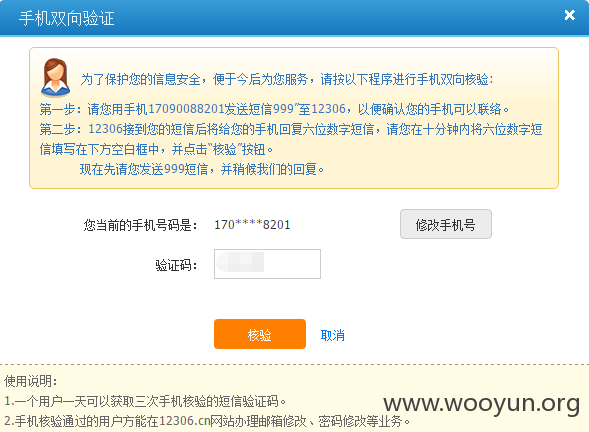 手机双向验证
为了保护您的信息安全，便于今后为您服务，请按以下程序进行手机双向核验：
第一步：请您用手机17090088201发送短信999"至12306，以便确认您的手机可以联络。
第二步：12306接到您的短信后将给您的手机回复六位数字短信，请您在十分钟内将六位数字短
信填写在下方空白框中，并点击“核验”按钮。
现在先请您发送999短信，并稍候我们的回复。
您当前的手机号码是： 170****8201 修改手机号
验证码：
核验 取消
使用说明：
1.一个用户一天可以获取三次手机核验的短信验证码。
2.手机核验通过的用户方能在12306.cn网站办理邮箱修改、密码修改等业务。
www.wooyun.org